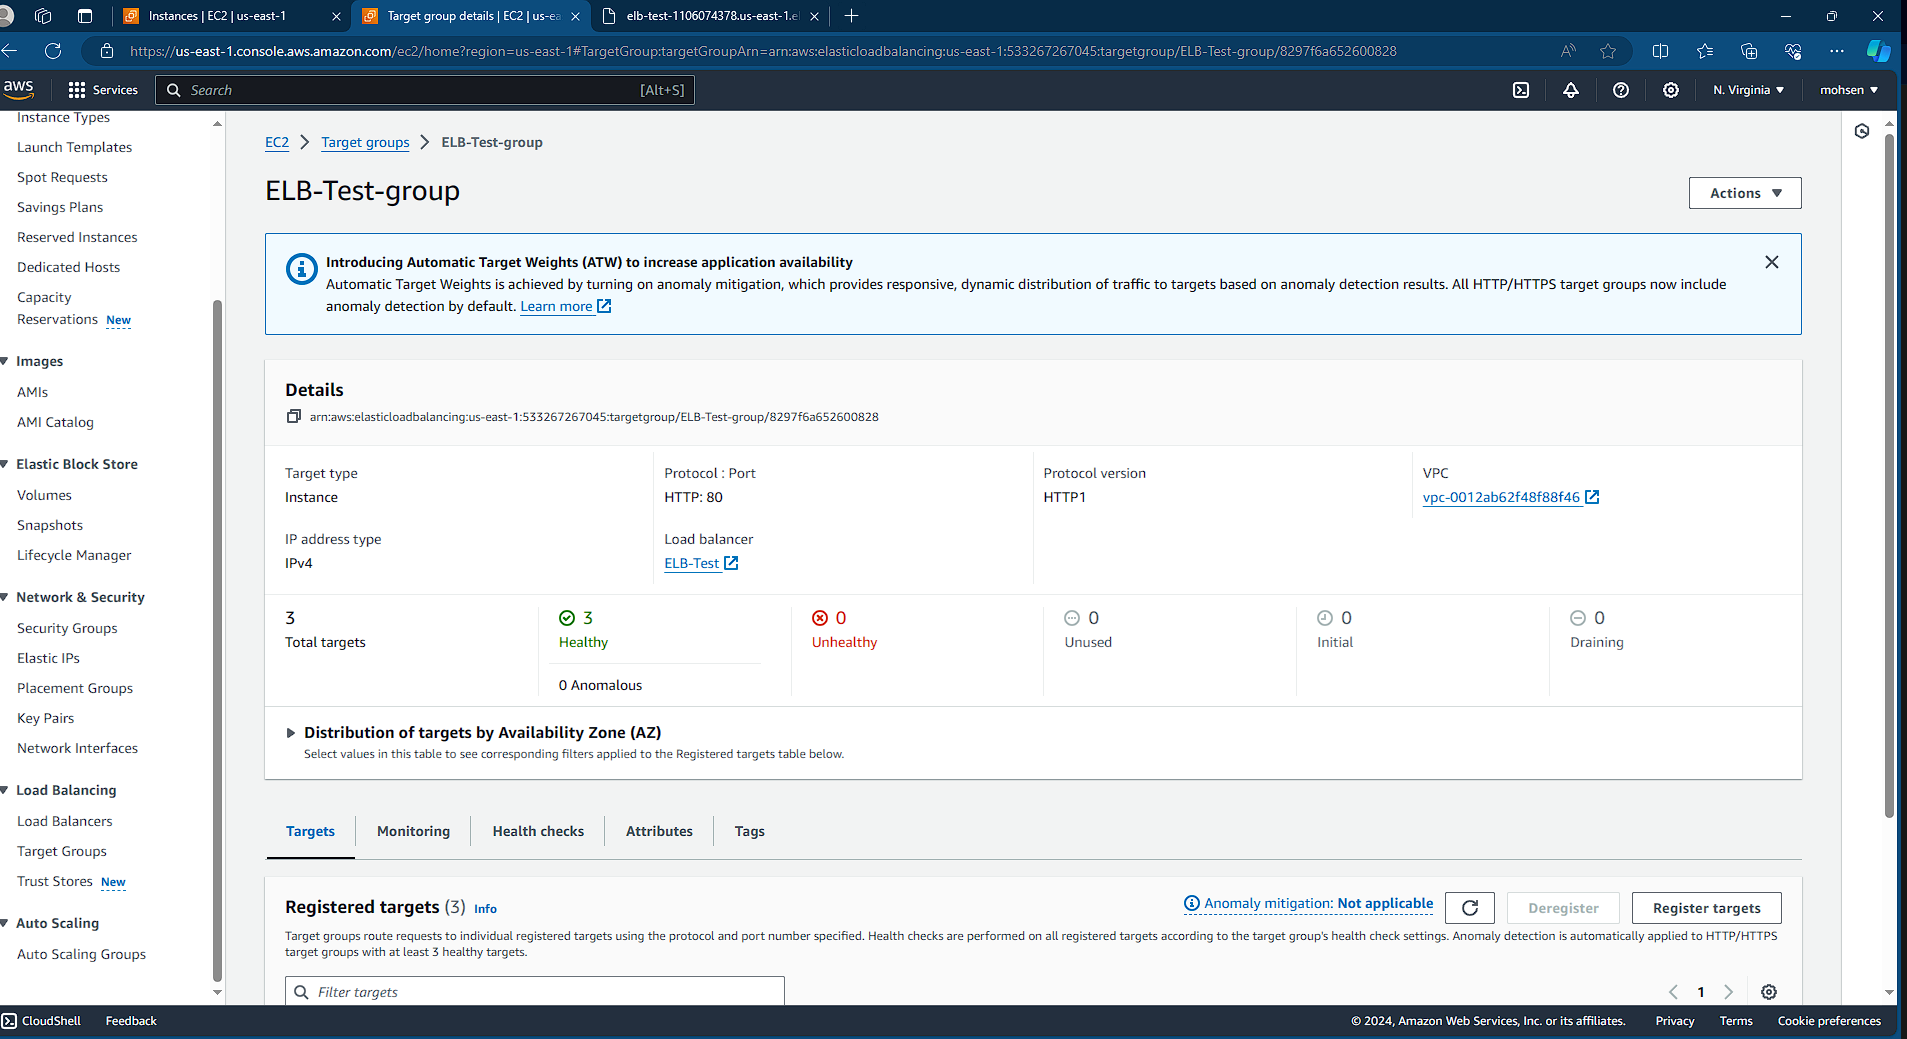 Instances | EC2 | us-east-1
Target group details | EC2 | us-ea
elb-test-1106074378.us-east-1.el
https://us-east-1.console.aws.amazon.com/ec2/home?region=us-east-1#TargetGroup:targetGroupArn=arn:aws:elasticloadbalancing:us-east-1:533267267045:targetgroup/ELB-Test-group/8297f6a652600828
aws
Services
Search
[Alt+S]
N. Virginia
mohsen
Instance Types
Launch Templates
Spot Requests
Savings Plans
Reserved Instances
Dedicated Hosts
Capacity
Reservations New
Images
AMIs
AMI Catalog
Elastic Block Store
Volumes
Snapshots
Lifecycle Manager
Network & Security
Security Groups
Elastic IPs
Placement Groups
Key Pairs
Network Interfaces
Load Balancing
Load Balancers
Target Groups
Trust Stores New
Auto Scaling
Auto Scaling Groups
EC2 > Target groups > ELB-Test-group
ELB-Test-group
Actions
Introducing Automatic Target Weights (ATW) to increase application availability
Automatic Target Weights is achieved by turning on anomaly mitigation, which provides responsive, dynamic distribution of traffic to targets based on anomaly detection results. All HTTP/HTTPS target groups now include
anomaly detection by default. Learn more
Details
arn:aws:elasticloadbalancing:us-east-1:533267267045:targetgroup/ELB-Test-group/8297f6a652600828
Target type
Instance
Protocol : Port
HTTP: 80
Protocol version
HTTP1
VPC
vpc-0012ab62f48f88f46
IP address type
IPv4
Load balancer
ELB-Test
3
Total targets
3
Healthy
0 Anomalous
0
Unhealthy
0
Unused
0
Initial
0
Draining
Distribution of targets by Availability Zone (AZ)
Select values in this table to see corresponding filters applied to the Registered targets table below.
Targets
Monitoring
Health checks
Attributes
Tags
Registered targets (3) Info
Anomaly mitigation: Not applicable
Deregister
Register targets
Target groups route requests to individual registered targets using the protocol and port number specified. Health checks are performed on all registered targets according to the target group's health check settings. Anomaly detection is automatically applied to HTTP/HTTPS
target groups with at least 3 healthy targets.
Filter targets
1
CloudShell
Feedback
© 2024, Amazon Web Services, Inc. or its affiliates.
Privacy
Terms
Cookie preferences